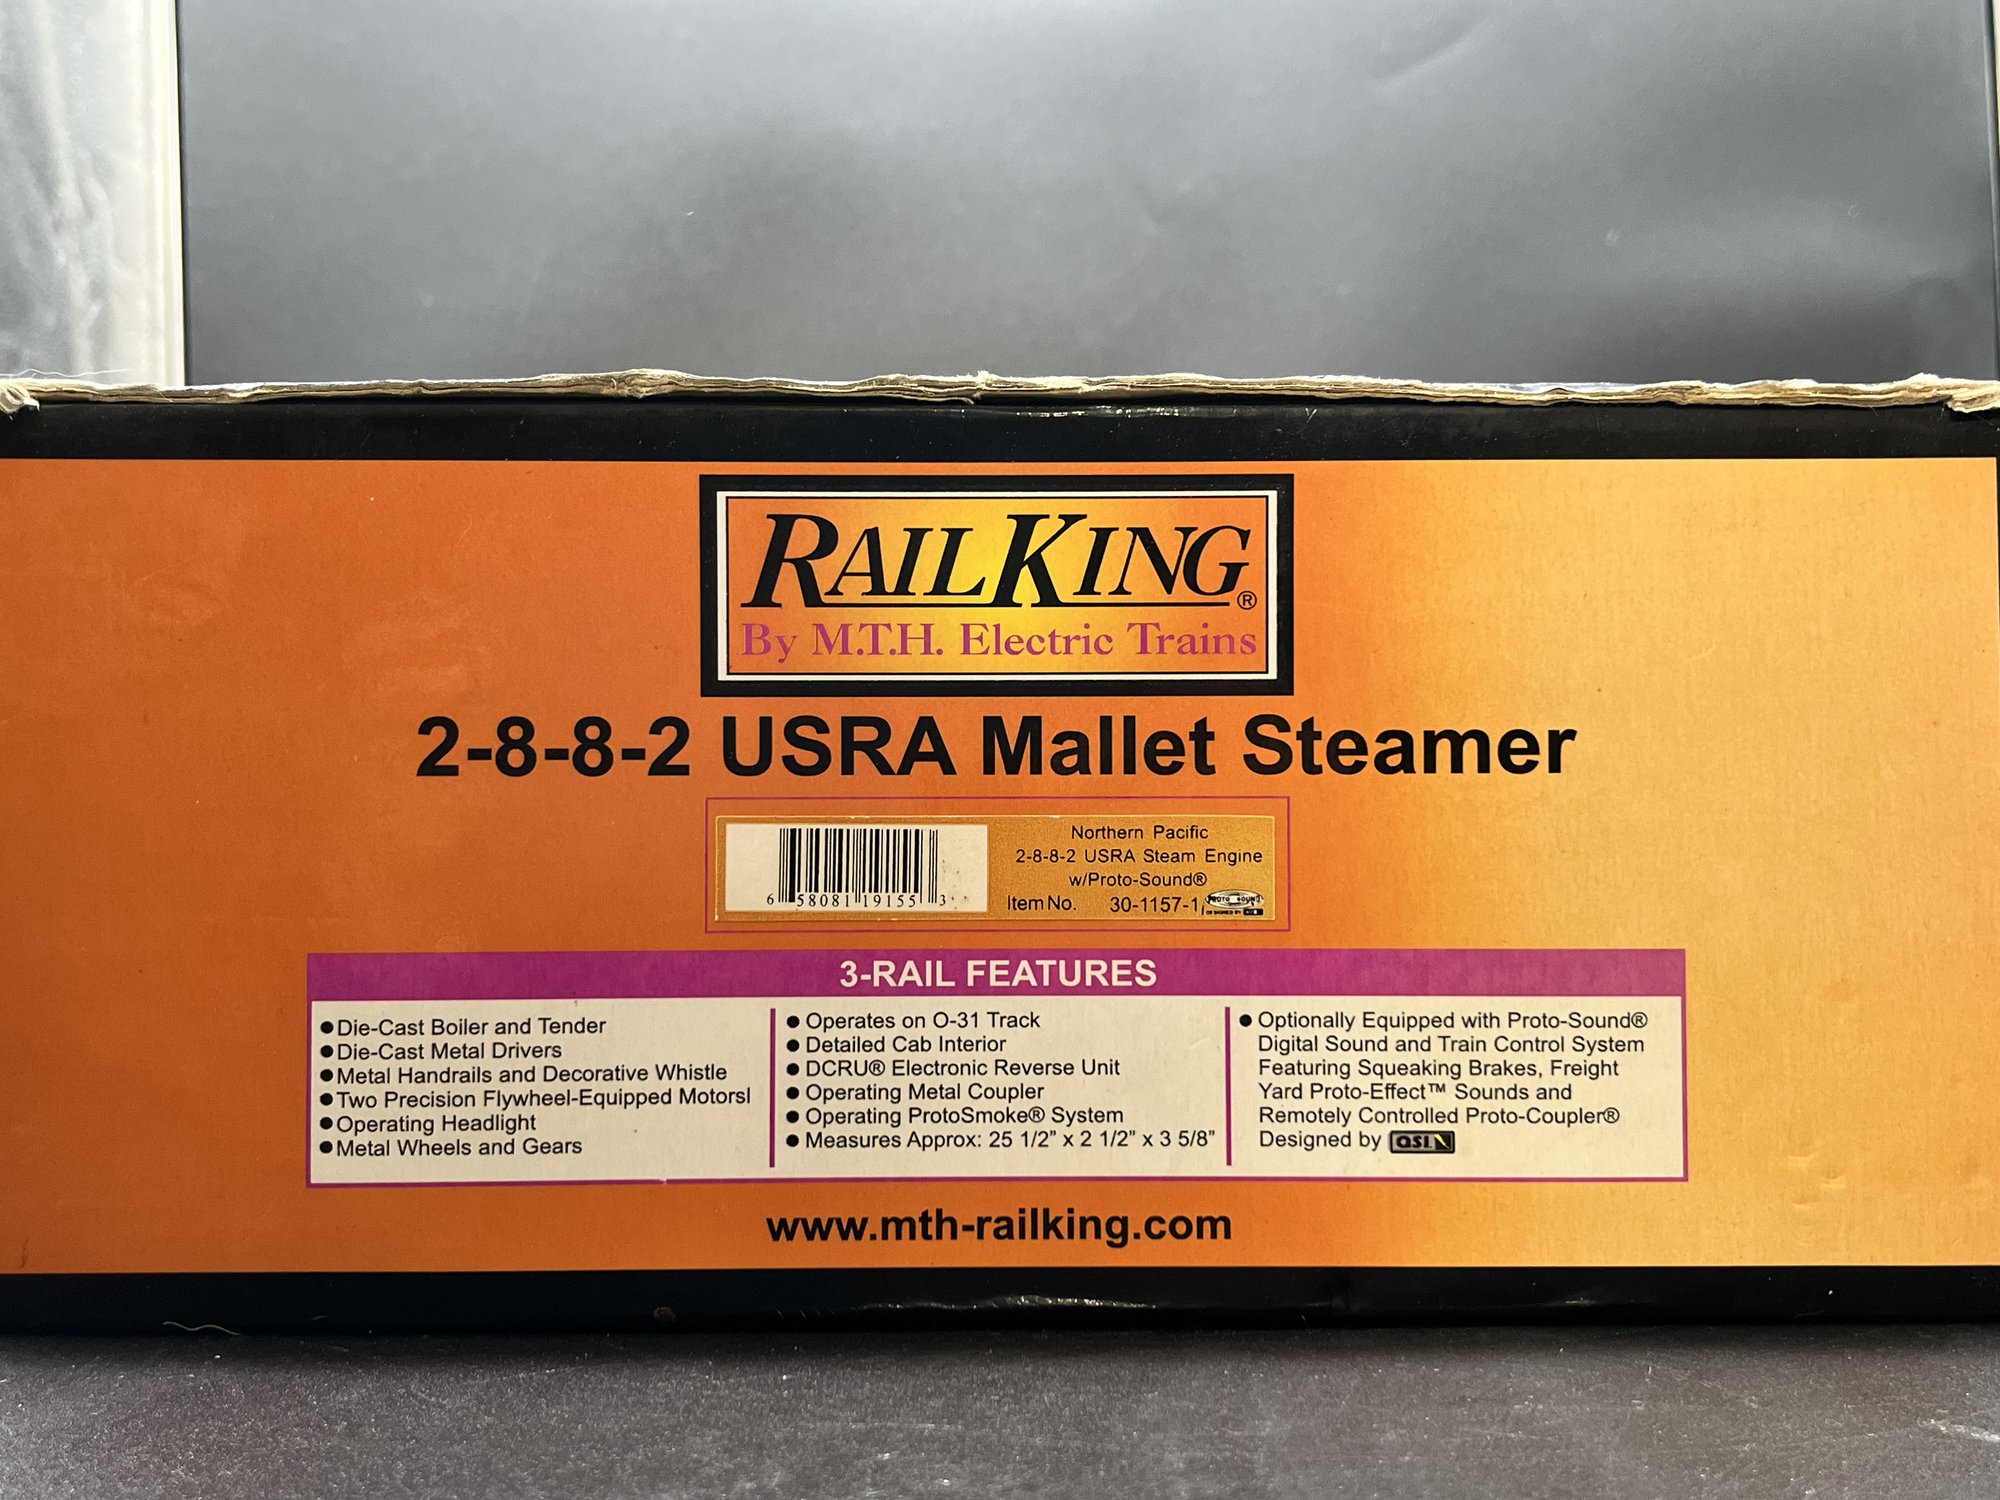 RAILKING®
By M.T.H. Electric Trains
2-8-8-2 USRA Mallet Steamer
6 58081 19155 3
Northern Pacific
2-8-8-2 USRA Steam Engine
w/Proto-Sound®
Item No. 30-1157-1
PROTO SOUND
3-RAIL FEATURES
● Die-Cast Boiler and Tender
● Die-Cast Metal Drivers
● Metal Handrails and Decorative Whistle
● Two Precision Flywheel-Equipped Motorsl
● Operating Headlight
● Metal Wheels and Gears
● Operates on O-31 Track
● Detailed Cab Interior
● DCRU® Electronic Reverse Unit
● Operating Metal Coupler
● Operating ProtoSmoke® System
● Measures Approx: 25 1/2” x 2 1/2” x 3 5/8”
● Optionally Equipped with Proto-Sound®
Digital Sound and Train Control System
Featuring Squeaking Brakes, Freight
Yard Proto-Effect™ Sounds and
Remotely Controlled Proto-Coupler®
Designed by QSI
www.mth-railking.com